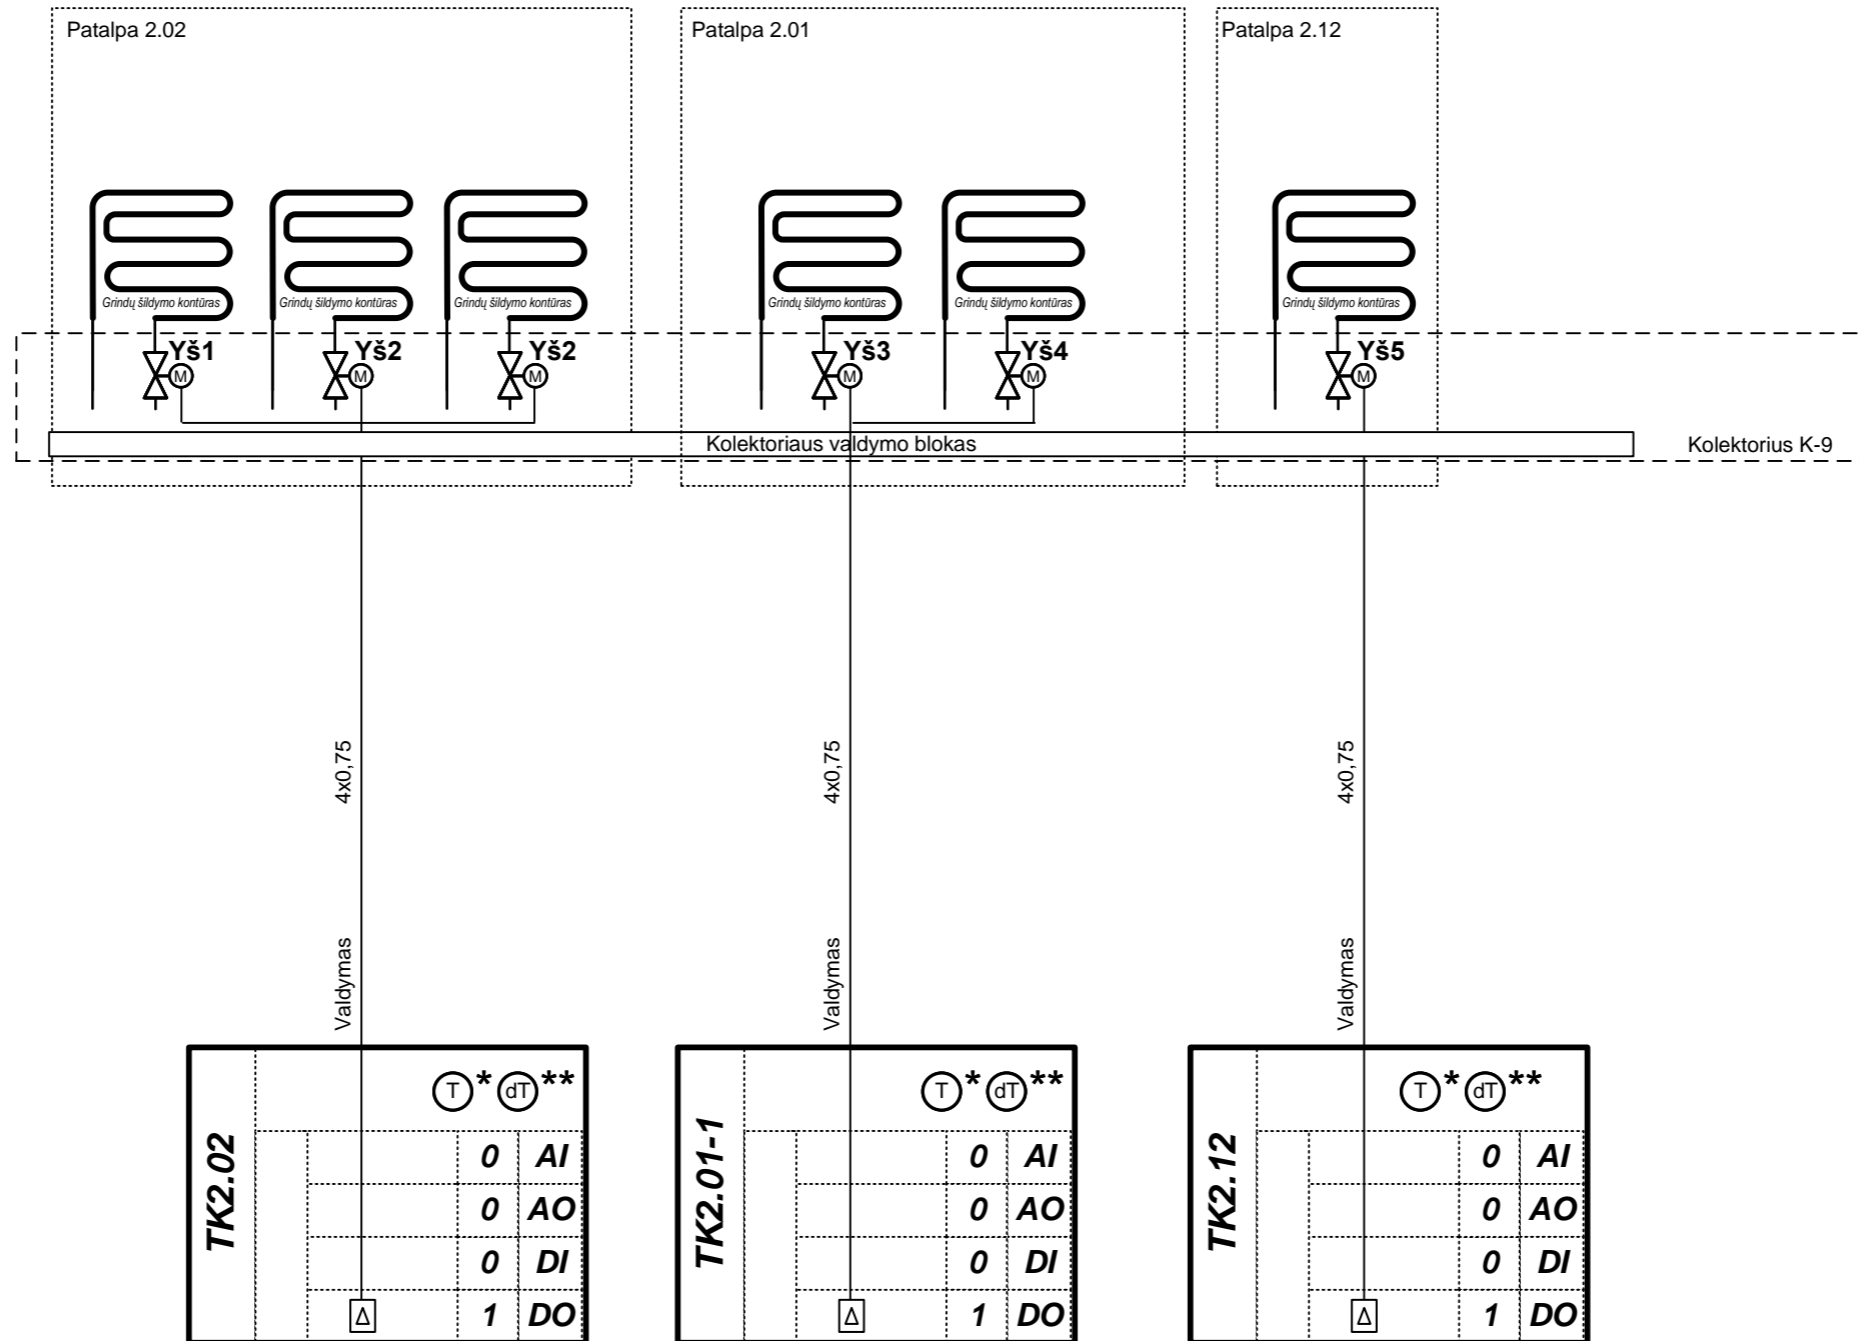 Patalpa 2.02
Patalpa 2.01
Patalpa 2.12
Grindų šildymo kontūras
Grindų šildymo kontūras
Grindų šildymo kontūras
Grindų šildymo kontūras
Grindų šildymo kontūras
Grindų šildymo kontūras
Yš1
Yš2
Yš2
Yš3
Yš4
Yš5
M
M
M
M
M
M
Kolektoriaus valdymo blokas
Kolektorius K-9
4x0,75
4x0,75
4x0,75
Valdymas
Valdymas
Valdymas
TK2.02
T * dT **
0 AI
0 AO
0 DI
Δ 1 DO
TK2.01-1
T * dT **
0 AI
0 AO
0 DI
Δ 1 DO
TK2.12
T * dT **
0 AI
0 AO
0 DI
Δ 1 DO